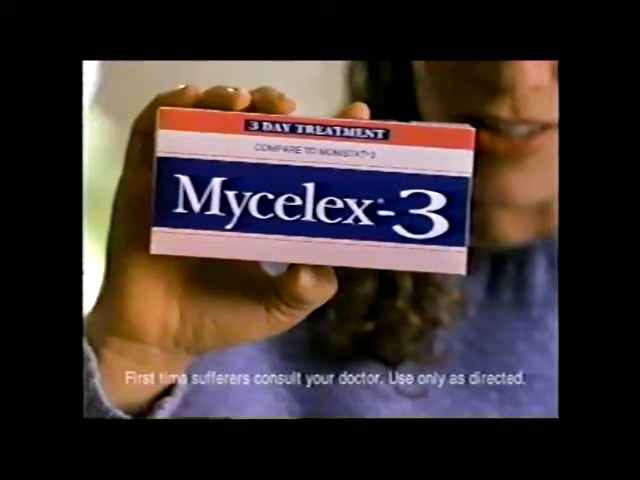 3 DAY TREATMENT
COMPARE TO MONISTAT® 3
Mycelex®-3
First time sufferers consult your doctor. Use only as directed.